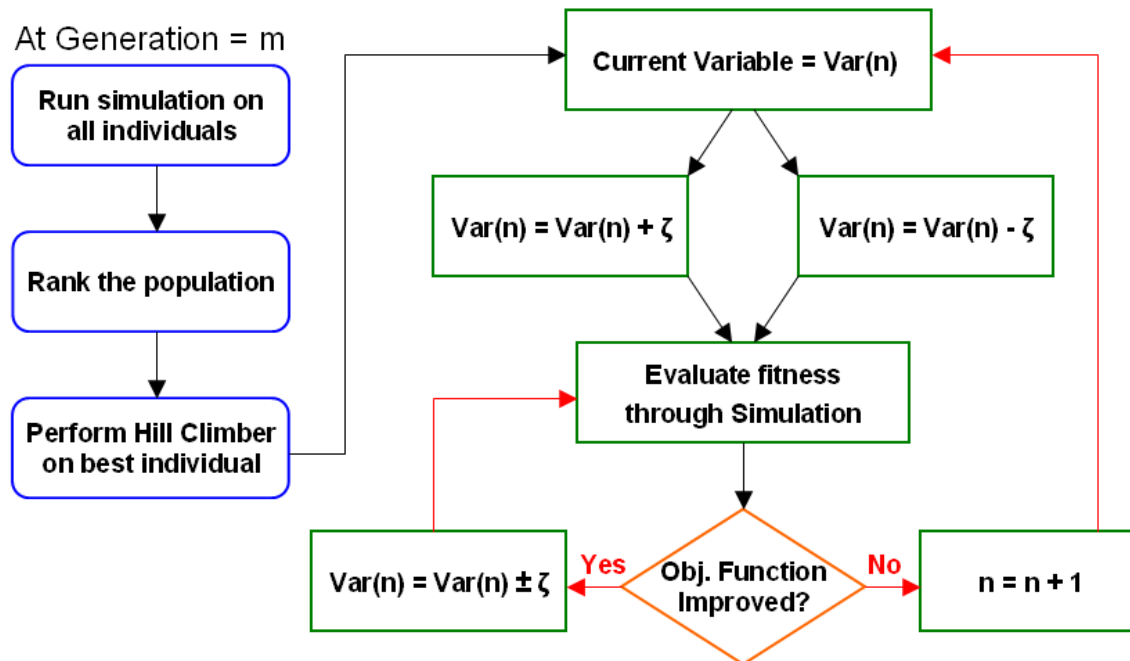 At Generation = m
Run simulation on
all individuals
Rank the population
Perform Hill Climber
on best individual
Current Variable = Var(n)
Var(n) = Var(n) + ζ
Var(n) = Var(n) - ζ
Evaluate fitness
through Simulation
Obj. Function
Improved?
Yes
No
Var(n) = Var(n) ± ζ
n = n + 1